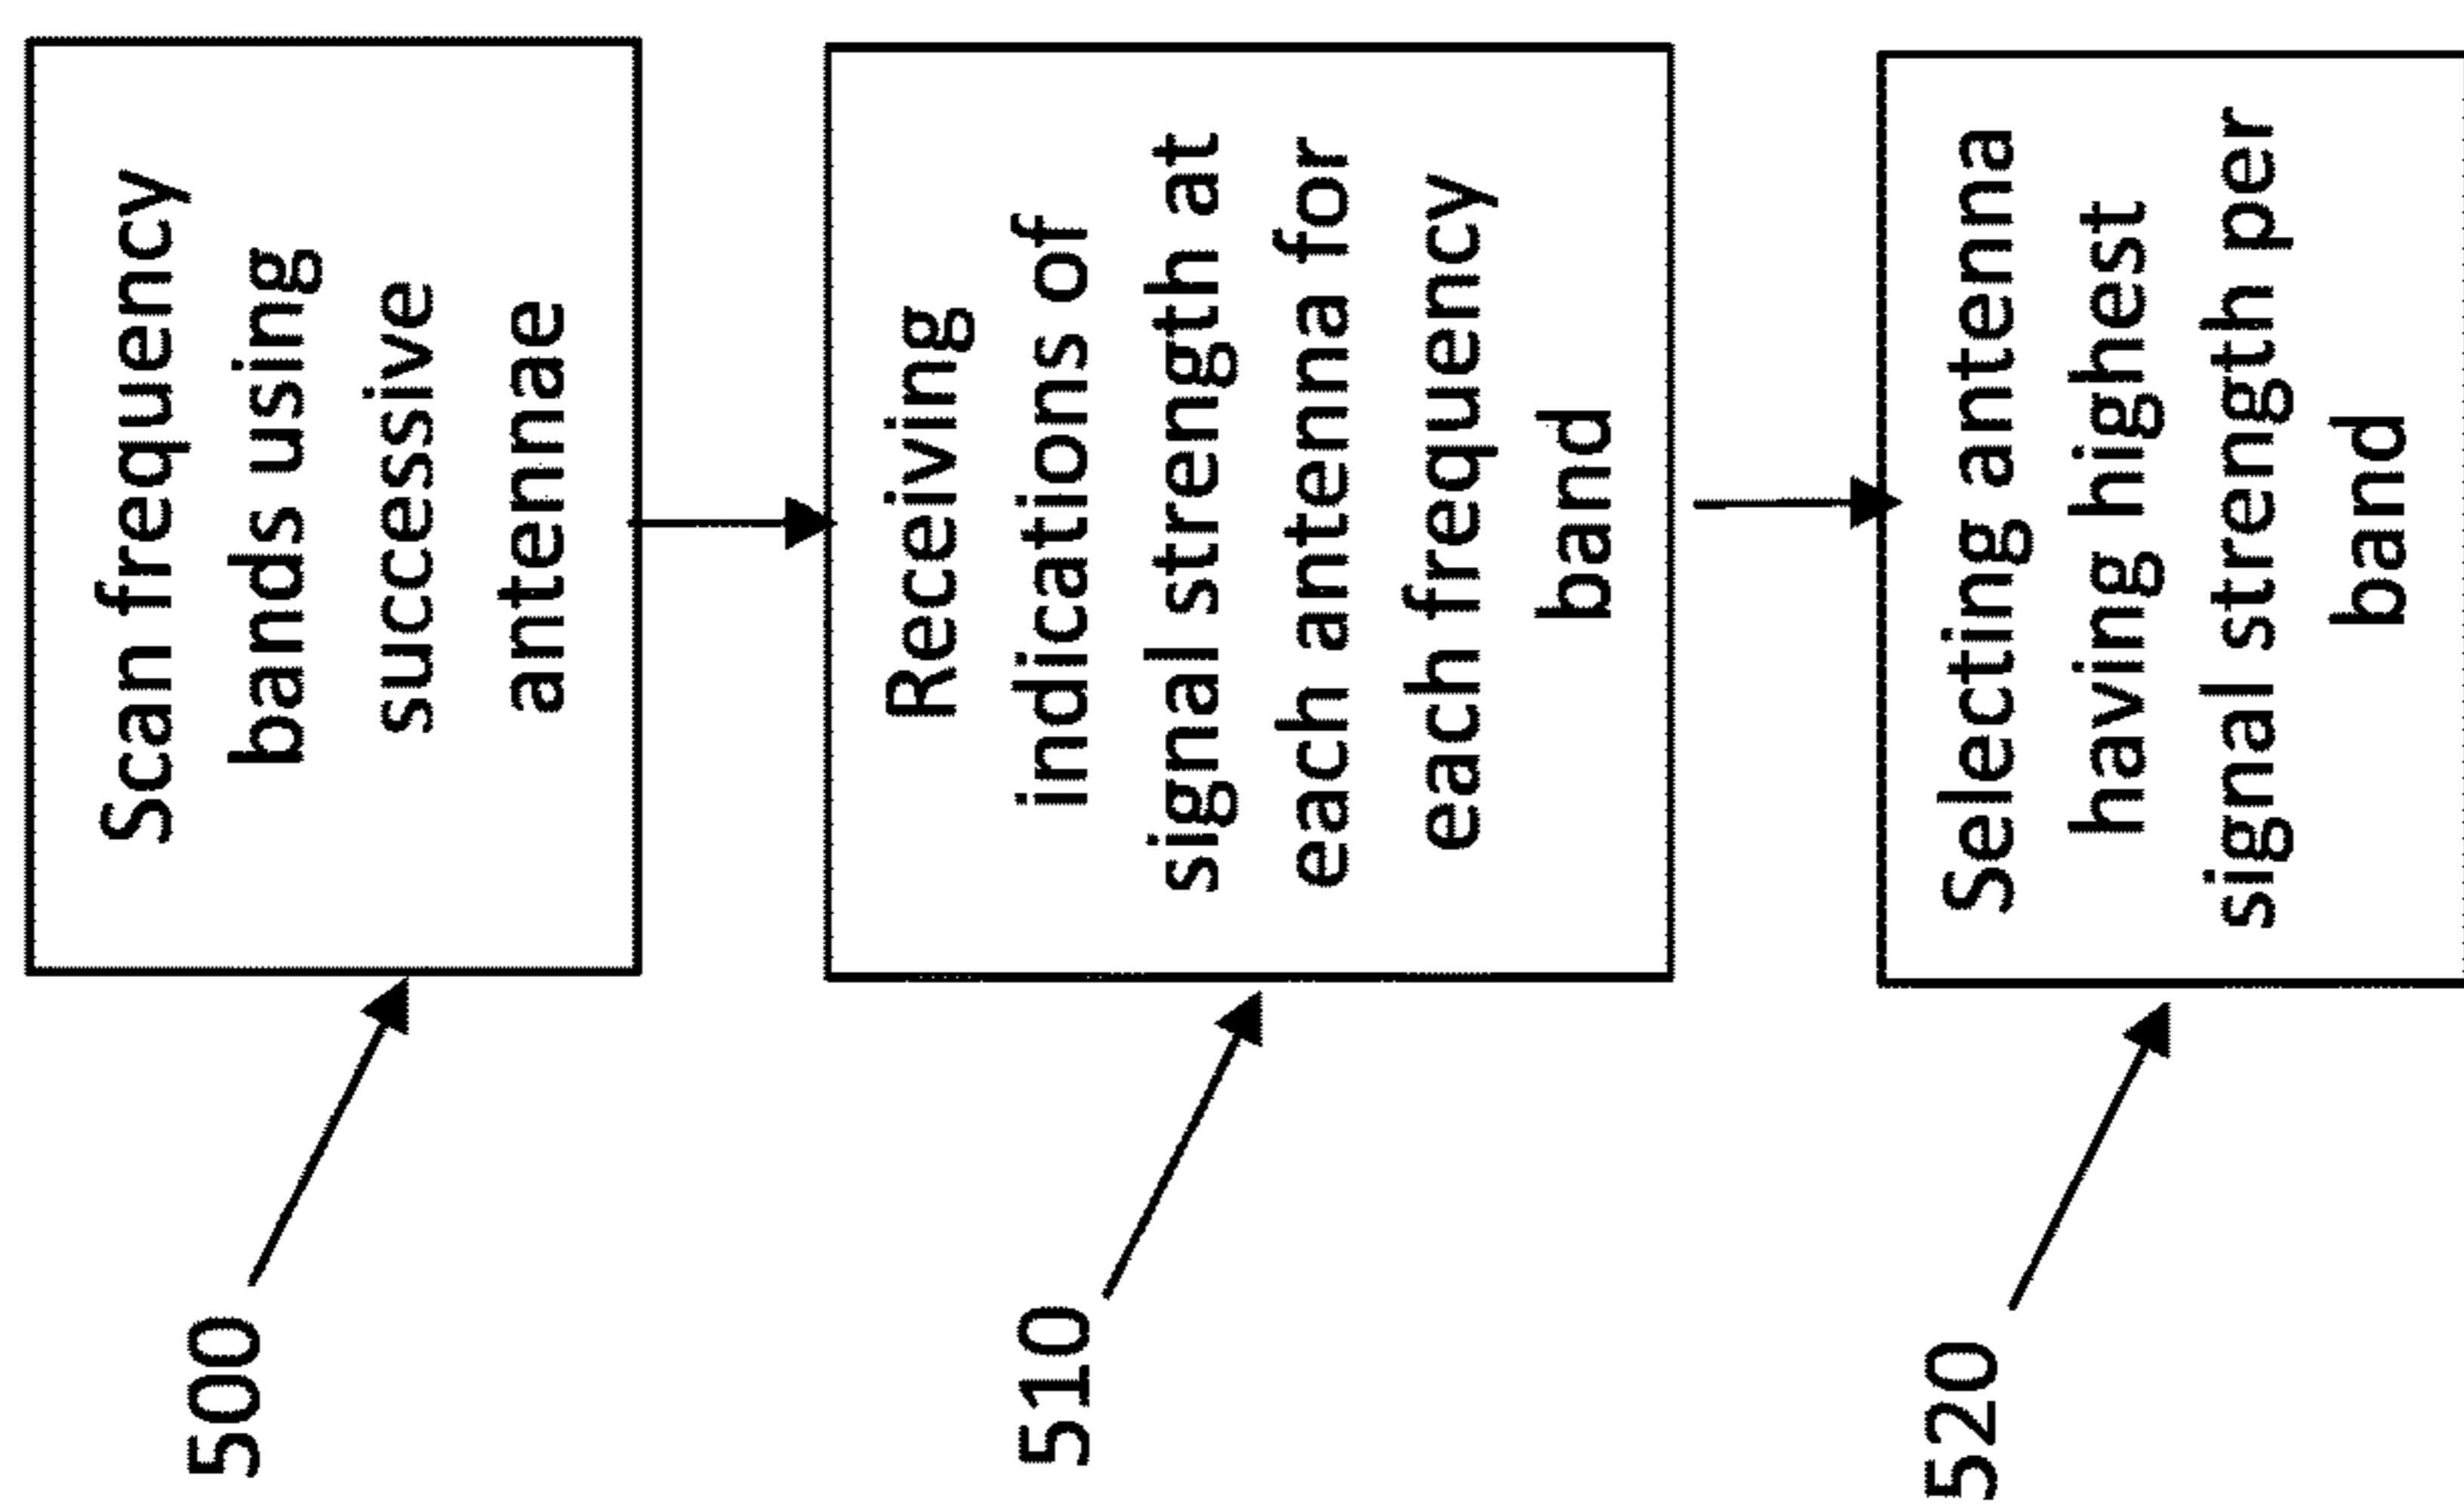 500
Scan frequency
bands using
successive
antennae
510
Receiving
indications of
signal strength at
each antenna for
each frequency
band
520
Selecting antenna
having highest
signal strength per
band